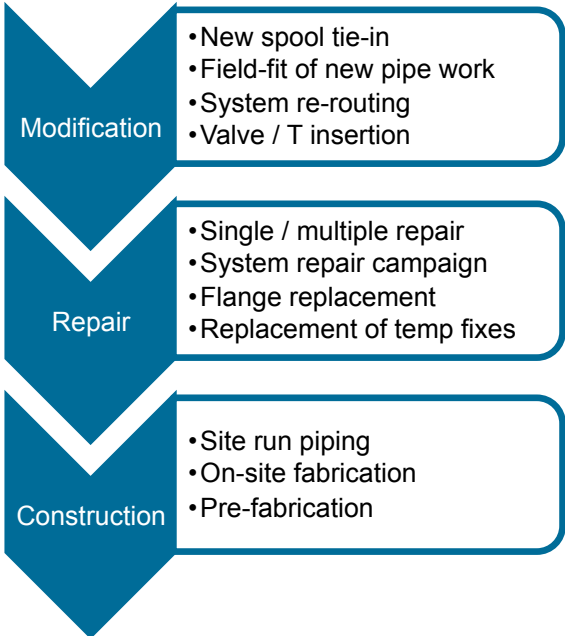 Modification
•New spool tie-in
•Field-fit of new pipe work
•System re-routing
•Valve / T insertion
Repair
•Single / multiple repair
•System repair campaign
•Flange replacement
•Replacement of temp fixes
Construction
•Site run piping
•On-site fabrication
•Pre-fabrication